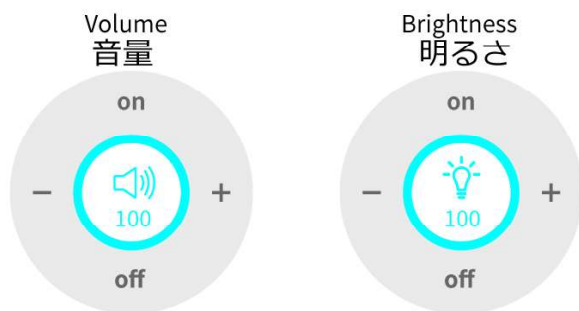 Volume
音量
on
−
100
+
off
Brightness
明るさ
on
−
100
+
off